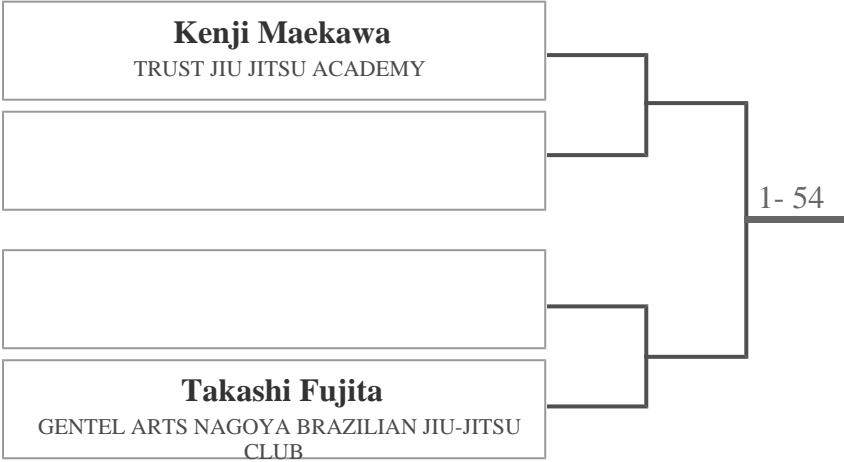 Kenji Maekawa
TRUST JIU JITSU ACADEMY
1- 54
Takashi Fujita
GENTEL ARTS NAGOYA BRAZILIAN JIU-JITSU
CLUB